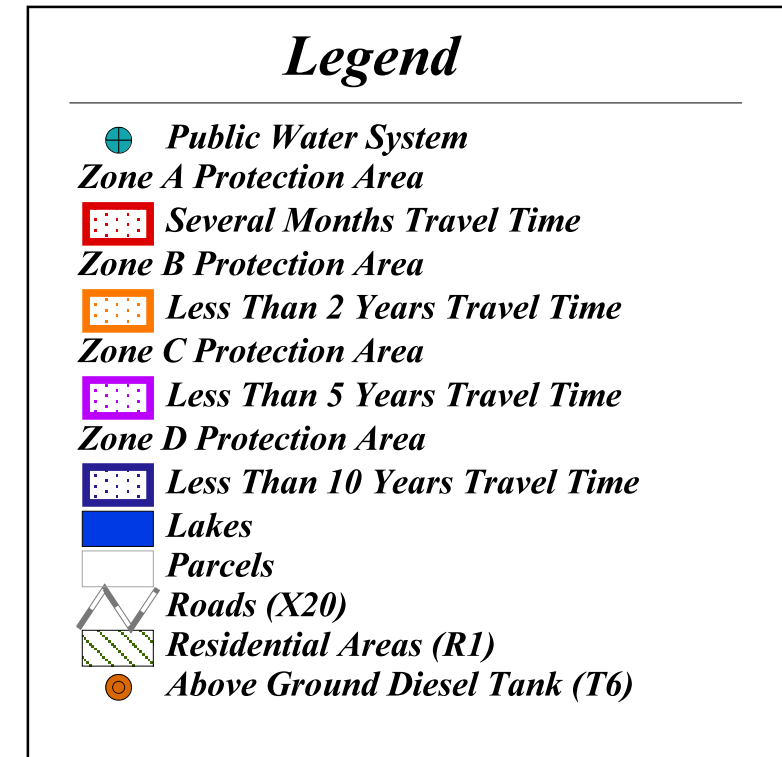 Legend
Public Water System
Zone A Protection Area
Several Months Travel Time
Zone B Protection Area
Less Than 2 Years Travel Time
Zone C Protection Area
Less Than 5 Years Travel Time
Zone D Protection Area
Less Than 10 Years Travel Time
Lakes
Parcels
Roads (X20)
Residential Areas (R1)
Above Ground Diesel Tank (T6)